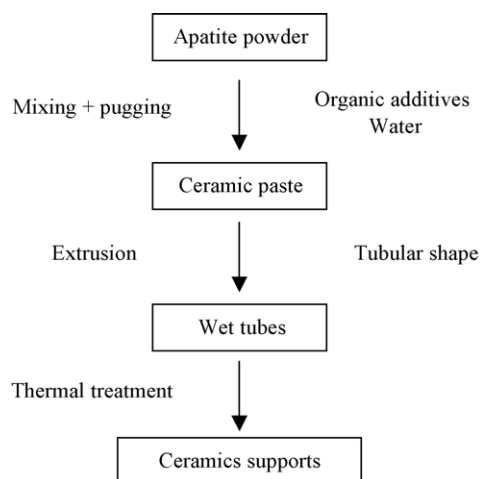 Apatite powder
Mixing + pugging
Organic additives
Water
Ceramic paste
Extrusion
Tubular shape
Wet tubes
Thermal treatment
Ceramics supports